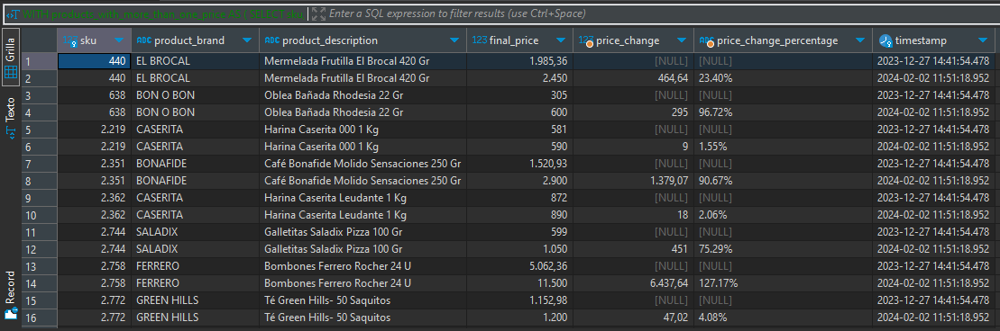 WITH products_with_more_than_one_price AS ( SELECT sku Enter a SQL expression to filter results (use Ctrl+Space)
Grilla
Texto
Record
123 sku ABC product_brand ABC product_description 123 final_price 123 price_change ABC price_change_percentage timestamp
1 440 EL BROCAL Mermelada Frutilla El Brocal 420 Gr 1.985,36 [NULL] [NULL] 2023-12-27 14:41:54.478
2 440 EL BROCAL Mermelada Frutilla El Brocal 420 Gr 2.450 464,64 23.40% 2024-02-02 11:51:18.952
3 638 BON O BON Oblea Bañada Rhodesia 22 Gr 305 [NULL] [NULL] 2023-12-27 14:41:54.478
4 638 BON O BON Oblea Bañada Rhodesia 22 Gr 600 295 96.72% 2024-02-02 11:51:18.952
5 2.219 CASERITA Harina Caserita 000 1 Kg 581 [NULL] [NULL] 2023-12-27 14:41:54.478
6 2.219 CASERITA Harina Caserita 000 1 Kg 590 9 1.55% 2024-02-02 11:51:18.952
7 2.351 BONAFIDE Café Bonafide Molido Sensaciones 250 Gr 1.520,93 [NULL] [NULL] 2023-12-27 14:41:54.478
8 2.351 BONAFIDE Café Bonafide Molido Sensaciones 250 Gr 2.900 1.379,07 90.67% 2024-02-02 11:51:18.952
9 2.362 CASERITA Harina Caserita Leudante 1 Kg 872 [NULL] [NULL] 2023-12-27 14:41:54.478
10 2.362 CASERITA Harina Caserita Leudante 1 Kg 890 18 2.06% 2024-02-02 11:51:18.952
11 2.744 SALADIX Galletitas Saladix Pizza 100 Gr 599 [NULL] [NULL] 2023-12-27 14:41:54.478
12 2.744 SALADIX Galletitas Saladix Pizza 100 Gr 1.050 451 75.29% 2024-02-02 11:51:18.952
13 2.758 FERRERO Bombones Ferrero Rocher 24 U 5.062,36 [NULL] [NULL] 2023-12-27 14:41:54.478
14 2.758 FERRERO Bombones Ferrero Rocher 24 U 11.500 6.437,64 127.17% 2024-02-02 11:51:18.952
15 2.772 GREEN HILLS Té Green Hills- 50 Saquitos 1.152,98 [NULL] [NULL] 2023-12-27 14:41:54.478
16 2.772 GREEN HILLS Té Green Hills- 50 Saquitos 1.200 47,02 4.08% 2024-02-02 11:51:18.952